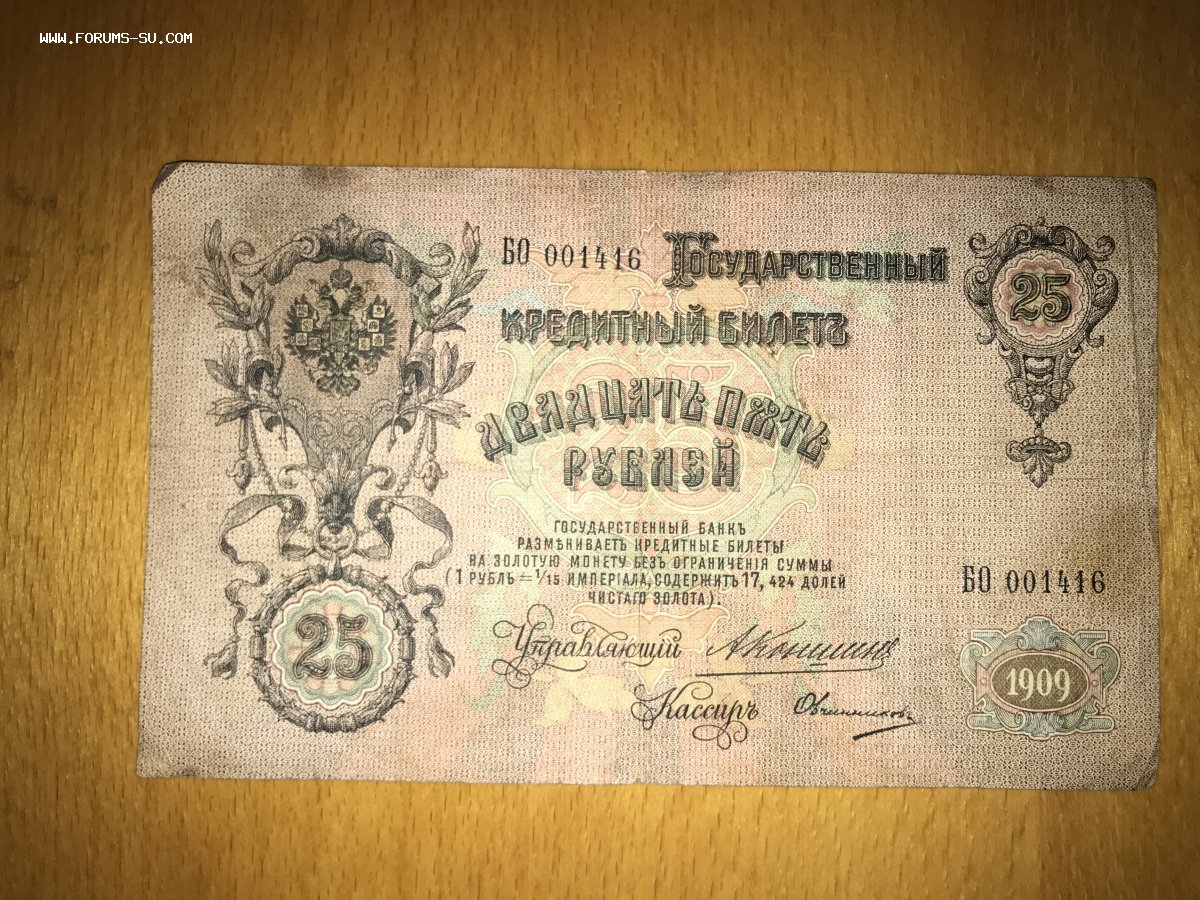 WWW.FORUMS-SU.COM
БО 001416 Государственный
25
Кредитный Билетъ
Двадцать пять
рублей
ГОСУДАРСТВЕННЫЙ БАНКЪ
РАЗМѢНИВАЕТЪ КРЕДИТНЫЕ БИЛЕТЫ
НА ЗОЛОТУЮ МОНЕТУ БЕЗЪ ОГРАНИЧЕНІЯ СУММЫ
(1 РУБЛЬ = 1/15 ИМПЕРІАЛА, СОДЕРЖИТЪ 17, 424 ДОЛЕЙ
ЧИСТАГО ЗОЛОТА).
БО 001416
25
Управляющій АКоншинъ
1909
Кассиръ Овчинниковъ